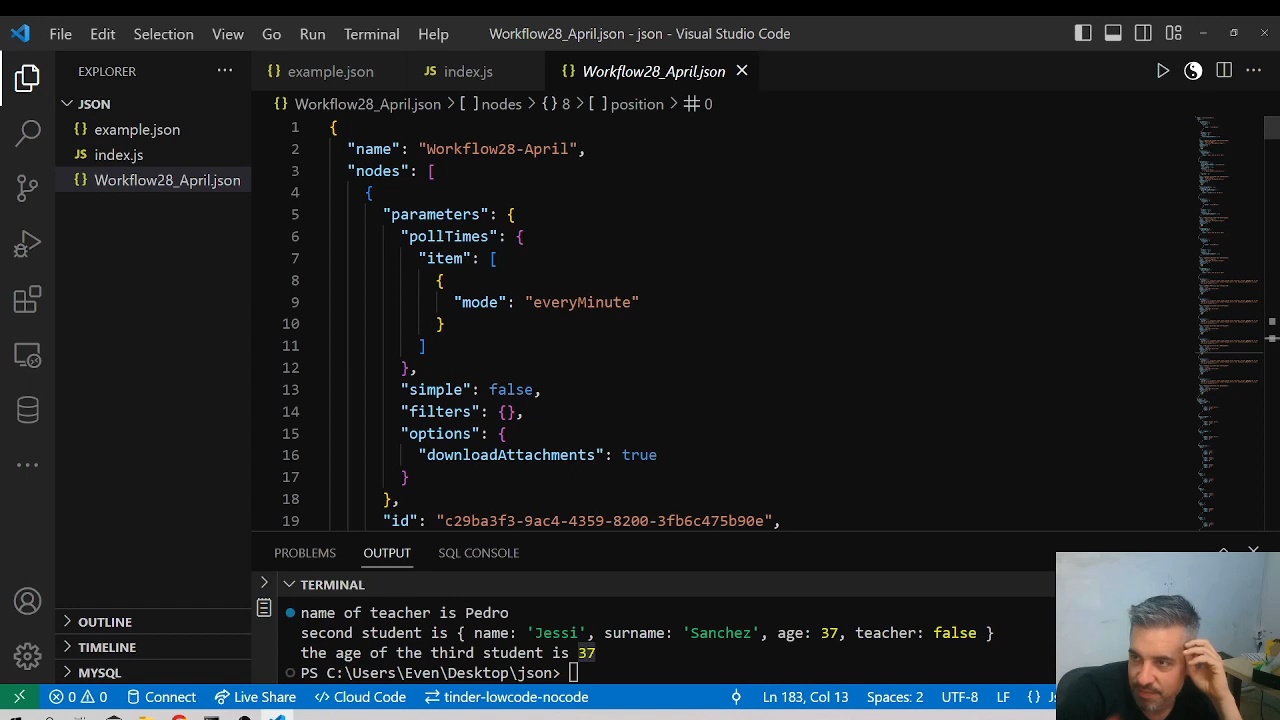 File Edit Selection View Go Run Terminal Help Workflow28_April.json - json - Visual Studio Code
EXPLORER
JSON
example.json
index.js
Workflow28_April.json
OUTLINE
TIMELINE
MYSQL
example.json index.js Workflow28_April.json
Workflow28_April.json > [ ] nodes > { } 8 > [ ] position > # 0
1 {
2 "name": "Workflow28-April",
3 "nodes": [
4 {
5 "parameters": {
6 "pollTimes": {
7 "item": [
8 {
9 "mode": "everyMinute"
10 }
11 ]
12 },
13 "simple": false,
14 "filters": {},
15 "options": {
16 "downloadAttachments": true
17 }
18 },
19 "id": "c29ba3f3-9ac4-4359-8200-3fb6c475b90e",
PROBLEMS OUTPUT SQL CONSOLE
TERMINAL
name of teacher is Pedro
second student is { name: 'Jessi', surname: 'Sanchez', age: 37, teacher: false }
the age of the third student is 37
PS C:\Users\Even\Desktop\json>
0 0 Connect Live Share Cloud Code tinder-lowcode-nocode Ln 183, Col 13 Spaces: 2 UTF-8 LF { }